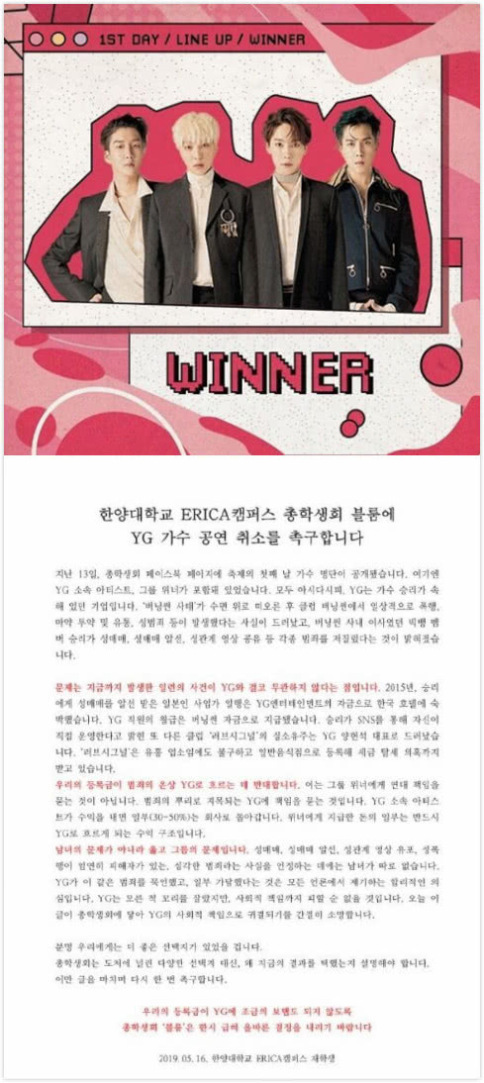 1ST DAY / LINE UP / WINNER
WINNER
한양대학교 ERICA캠퍼스 총학생회 블룸에
YG 가수 공연 취소를 촉구합니다
지난 13일, 총학생회 페이스북 페이지에 축제의 첫째 날 가수 명단이 공개됐습니다. 여기엔
YG 소속 아티스트, 그룹 위너가 포함돼 있었습니다. 모두 아시다시피, YG는 가수 승리가 속
해 있던 기업입니다. '버닝썬 사태'가 수면 위로 떠오른 후 클럽 버닝썬에서 일상적으로 폭행,
마약 투약 및 유통, 성범죄 등이 발생했다는 사실이 드러났고, 버닝썬 사내 이사였던 빅뱅 멤
버 승리가 성매매, 성매매 알선, 성관계 영상 공유 등 각종 범죄를 저질렀다는 것이 밝혀졌습
니다.
문제는 지금까지 발생한 일련의 사건이 YG와 결코 무관하지 않다는 점입니다. 2015년, 승리
에게 성매매를 알선 받은 일본인 사업가 일행은 YG엔터테인먼트의 자금으로 한국 호텔에 숙
박했습니다. YG 직원의 월급은 버닝썬 자금으로 지급됐습니다. 승리가 SNS를 통해 자신이
직접 운영한다고 밝힌 또 다른 클럽 '러브시그널'의 실소유주는 YG 양현석 대표로 드러났습
니다. '러브시그널'은 유흥 업소임에도 불구하고 일반음식점으로 등록해 세금 탈세 의혹까지
받고 있습니다.
우리의 등록금이 범죄의 온상 YG로 흐르는 데 반대합니다. 이는 그룹 위너에게 연대 책임을
묻는 것이 아닙니다. 범죄의 뿌리로 지목되는 YG에 책임을 묻는 것입니다. YG 소속 아티스
트가 수익을 내면 일부(30~50%)는 회사로 돌아갑니다. 위너에게 지급한 돈의 일부는 반드시
YG로 흐르게 되는 수익 구조입니다.
남녀의 문제가 아니라 옳고 그름의 문제입니다. 성매매, 성매매 알선, 성관계 영상 유포, 성폭
행이 엄연히 피해자가 있는, 심각한 범죄라는 사실을 인정하는 데에는 남녀가 따로 없습니다.
YG가 이 같은 범죄를 묵인했고, 일부 가담했다는 것은 모든 언론에서 제기하는 합리적인 의
심입니다. YG는 모른 척 꼬리를 잘랐지만, 사회적 책임까지 피할 순 없을 것입니다. 오늘 이
글이 총학생회에 닿아 YG의 사회적 책임으로 귀결되기를 간절히 소망합니다.
분명 우리에게는 더 좋은 선택지가 있었을 겁니다.
총학생회는 도처에 널린 다양한 선택지 대신, 왜 지금의 결과를 택했는지 설명해야 합니다.
이만 글을 마치며 다시 한 번 촉구합니다.
우리의 등록금이 YG에 조금의 보탬도 되지 않도록
총학생회 '블룸'은 한시 급히 올바른 결정을 내리기 바랍니다
2019. 05. 16. 한양대학교 ERICA캠퍼스 재학생